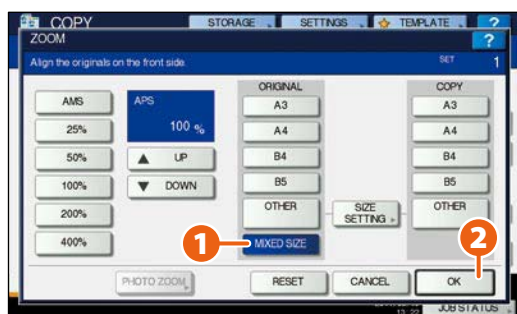 COPY STORAGE SETTINGS TEMPLATE ?
ZOOM ?
Align the originals on the front side. SET 1
ORIGINAL COPY
AMS APS A3 A3
25% 100 % A4 A4
50% ▲ UP B4 B4
100% ▼ DOWN B5 B5
200% OTHER SIZE SETTING OTHER
400% 1 MIXED SIZE 2
PHOTO ZOOM RESET CANCEL OK
JOB STATUS